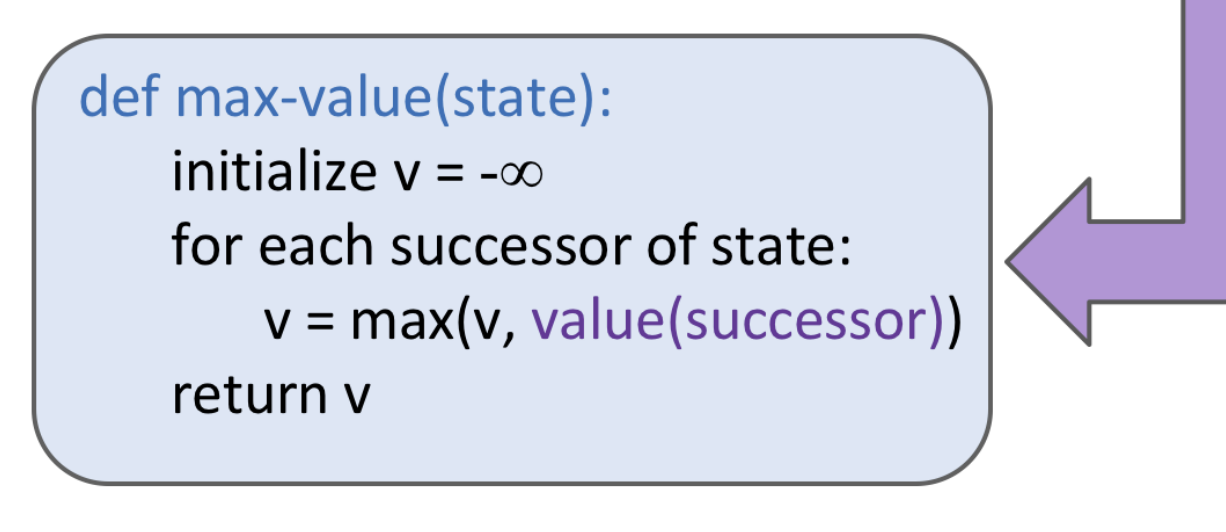 def max-value(state):
initialize v = -∞
for each successor of state:
v = max(v, value(successor))
return v